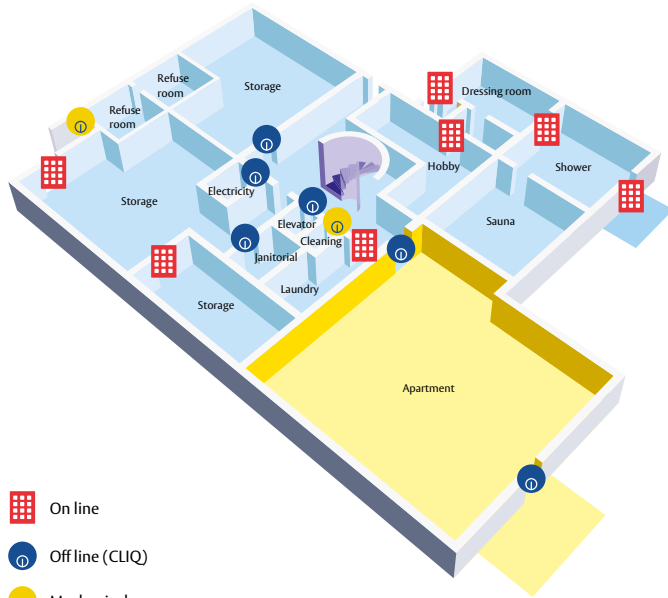 Refuse
room
Refuse
room
Storage
Dressing room
Storage
Electricity
Hobby
Shower
Elevator
Cleaning
Janitorial
Sauna
Laundry
Storage
Apartment
On line
Off line (CLIQ)